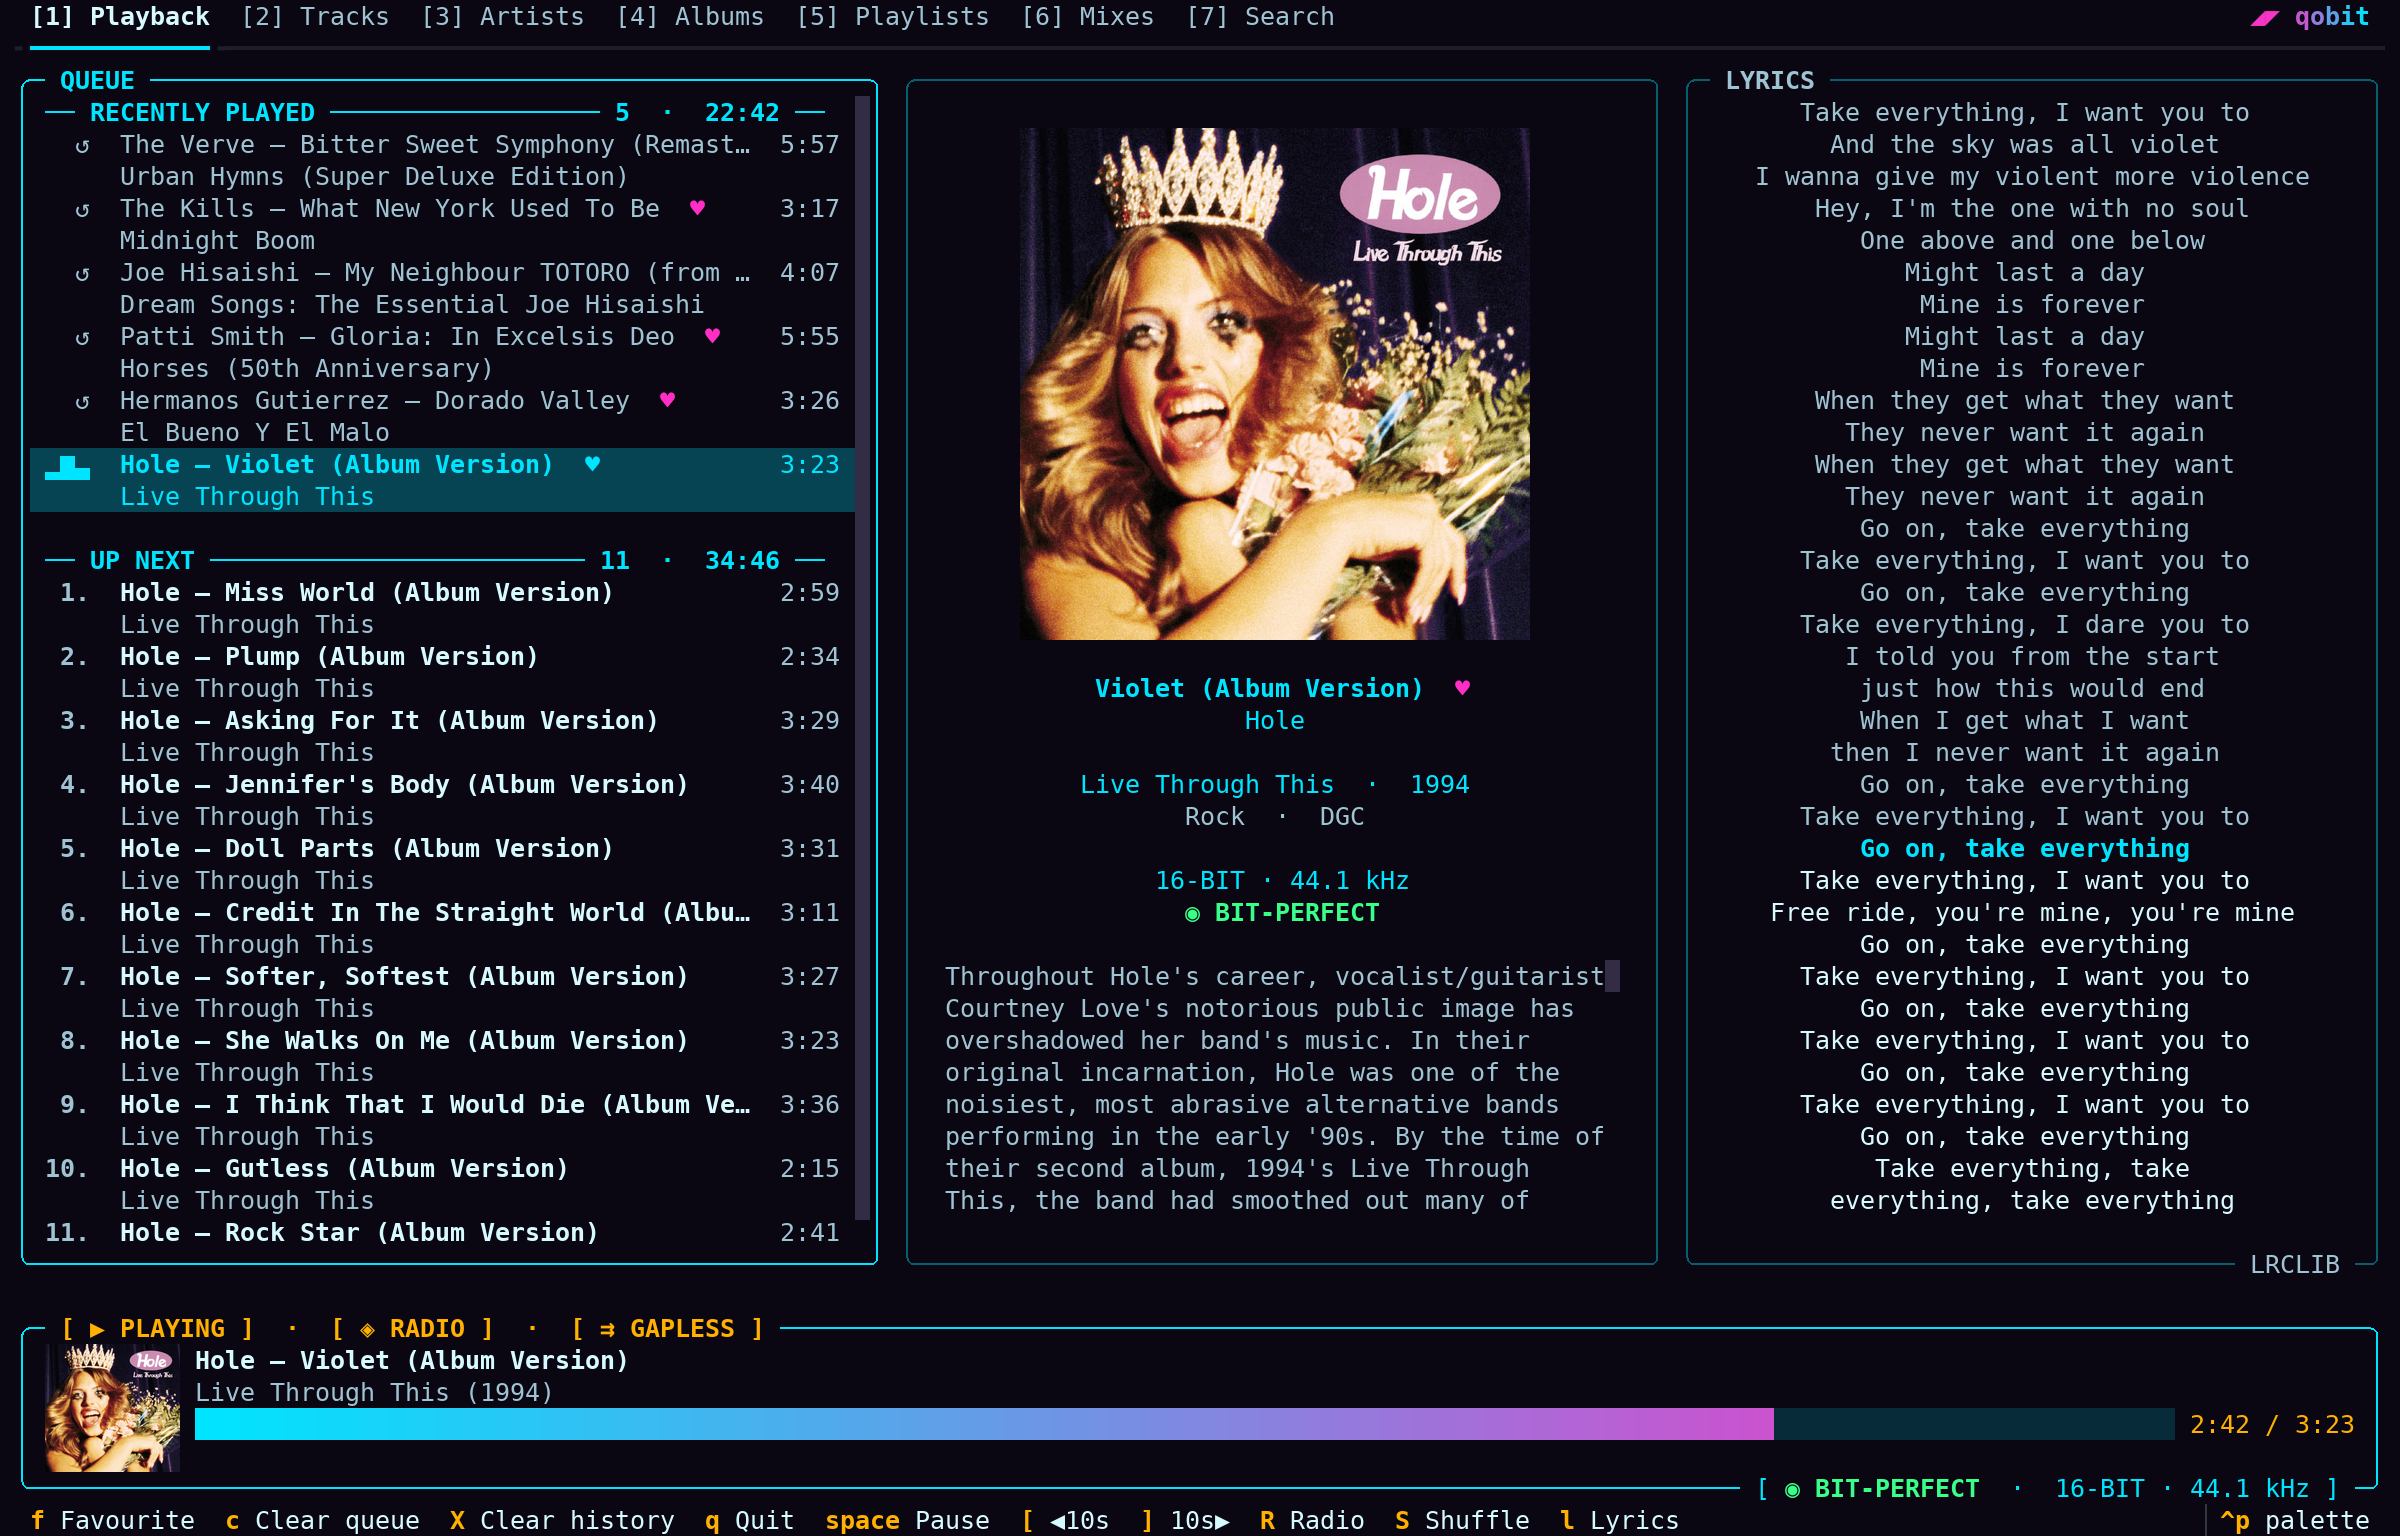 [1] Playback [2] Tracks [3] Artists [4] Albums [5] Playlists [6] Mixes [7] Search qobit
QUEUE
RECENTLY PLAYED 5 · 22:42
↺ The Verve — Bitter Sweet Symphony (Remast… 5:57
Urban Hymns (Super Deluxe Edition)
↺ The Kills — What New York Used To Be ♥ 3:17
Midnight Boom
↺ Joe Hisaishi — My Neighbour TOTORO (from … 4:07
Dream Songs: The Essential Joe Hisaishi
↺ Patti Smith — Gloria: In Excelsis Deo ♥ 5:55
Horses (50th Anniversary)
↺ Hermanos Gutierrez — Dorado Valley ♥ 3:26
El Bueno Y El Malo
Hole — Violet (Album Version) ♥ 3:23
Live Through This
UP NEXT 11 · 34:46
1. Hole — Miss World (Album Version) 2:59
Live Through This
2. Hole — Plump (Album Version) 2:34
Live Through This
3. Hole — Asking For It (Album Version) 3:29
Live Through This
4. Hole — Jennifer's Body (Album Version) 3:40
Live Through This
5. Hole — Doll Parts (Album Version) 3:31
Live Through This
6. Hole — Credit In The Straight World (Albu… 3:11
Live Through This
7. Hole — Softer, Softest (Album Version) 3:27
Live Through This
8. Hole — She Walks On Me (Album Version) 3:23
Live Through This
9. Hole — I Think That I Would Die (Album Ve… 3:36
Live Through This
10. Hole — Gutless (Album Version) 2:15
Live Through This
11. Hole — Rock Star (Album Version) 2:41
Hole
Live Through This
Violet (Album Version) ♥
Hole
Live Through This · 1994
Rock · DGC
16-BIT · 44.1 kHz
◉ BIT-PERFECT
Throughout Hole's career, vocalist/guitarist
Courtney Love's notorious public image has
overshadowed her band's music. In their
original incarnation, Hole was one of the
noisiest, most abrasive alternative bands
performing in the early '90s. By the time of
their second album, 1994's Live Through
This, the band had smoothed out many of
LYRICS
Take everything, I want you to
And the sky was all violet
I wanna give my violent more violence
Hey, I'm the one with no soul
One above and one below
Might last a day
Mine is forever
Might last a day
Mine is forever
When they get what they want
They never want it again
When they get what they want
They never want it again
Go on, take everything
Take everything, I want you to
Go on, take everything
Take everything, I dare you to
I told you from the start
just how this would end
When I get what I want
then I never want it again
Go on, take everything
Take everything, I want you to
Go on, take everything
Take everything, I want you to
Free ride, you're mine, you're mine
Go on, take everything
Take everything, I want you to
Go on, take everything
Take everything, I want you to
Go on, take everything
Take everything, I want you to
Go on, take everything
Take everything, take
everything, take everything
LRCLIB
[ ▶ PLAYING ] · [ ◈ RADIO ] · [ ⇉ GAPLESS ]
Hole
Live Through This
Hole — Violet (Album Version)
Live Through This (1994)
2:42 / 3:23
[ ◉ BIT-PERFECT · 16-BIT · 44.1 kHz ]
f Favourite c Clear queue X Clear history q Quit space Pause [ ◀10s ] 10s▶ R Radio S Shuffle l Lyrics ^p palette